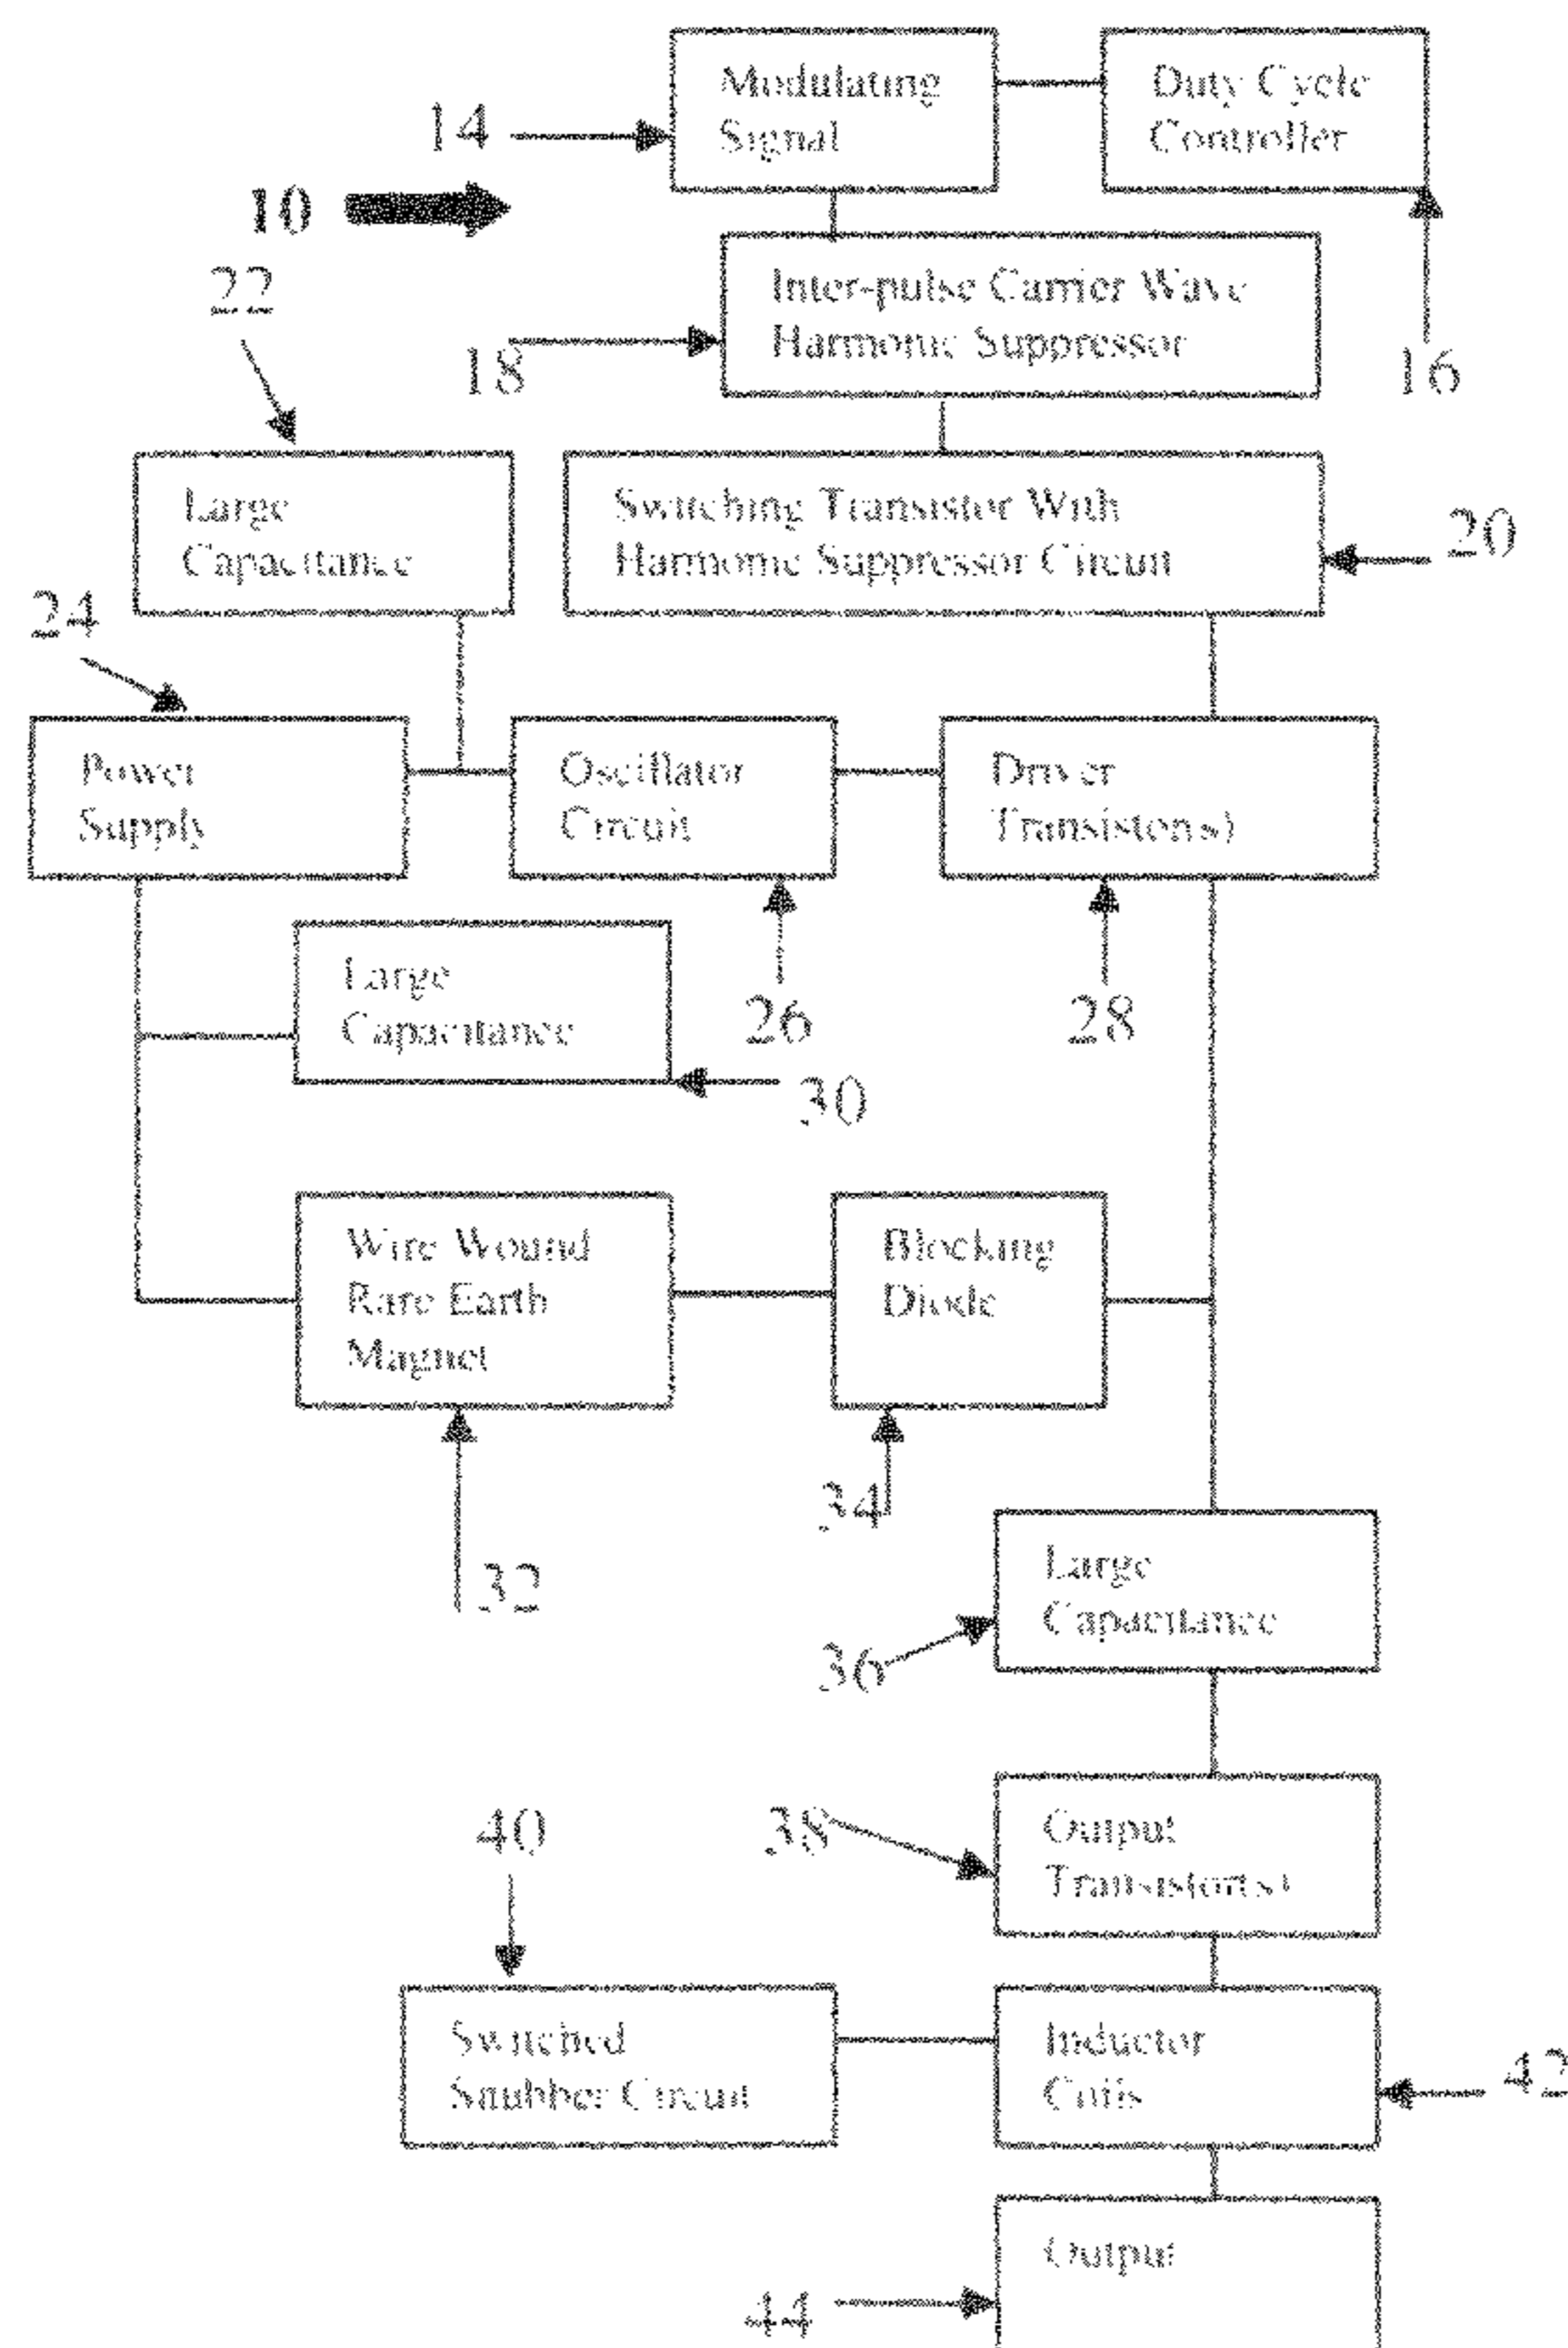 Modulating
Signal
Duty Cycle
Controller
14
10
Inter-pulse Carrier Wave
Harmonic Suppressor
22
18
16
Large
Capacitance
Switching Transistor With
Harmonic Suppressor Circuit
20
24
Power
Supply
Oscillator
Circuit
Driver
Transistor(s)
Large
Capacitance
26
28
30
Wire Wound
Rare Earth
Magnet
Blocking
Diode
34
32
Large
Capacitance
36
40
38
Output
Transistor(s)
Switched
Snubber Circuit
Inductor
Coils
42
Output
44